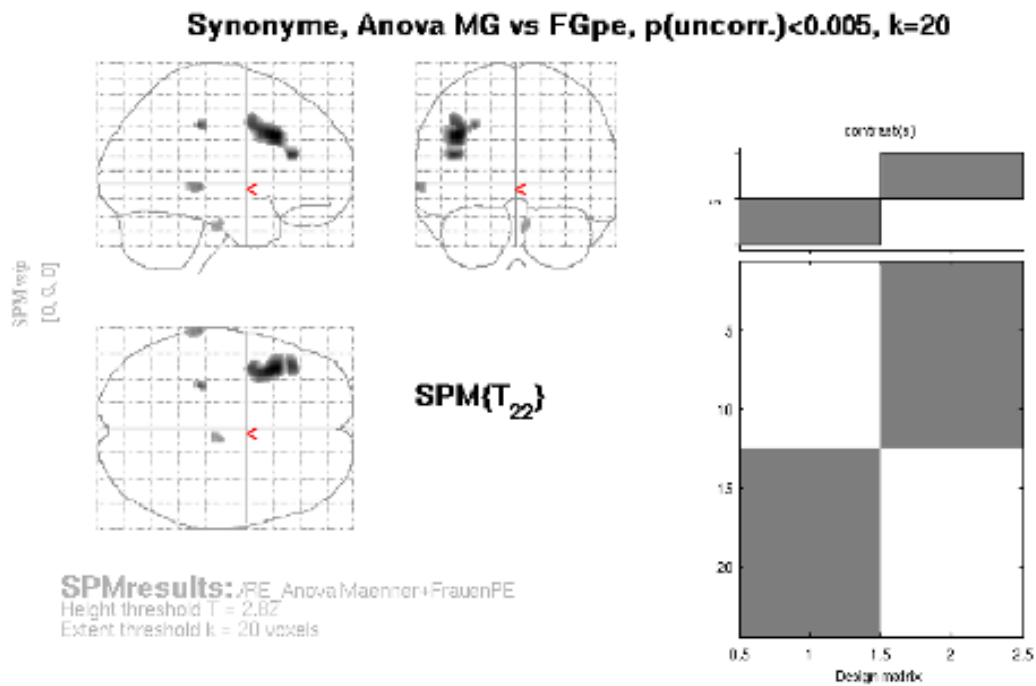 Synonyme, Anova MG vs FGpe, p(uncorr.)<0.005, k=20
contrast(s)
<
<
SPMmip
[0, 0, 0]
<
SPM{T22}
5
10
15
20
0.5 1 1.5 2 2.5
Design matrix
SPMresults: ./RE_AnovaMaenner+FrauenPE
Height threshold T = 2.82
Extent threshold k = 20 voxels